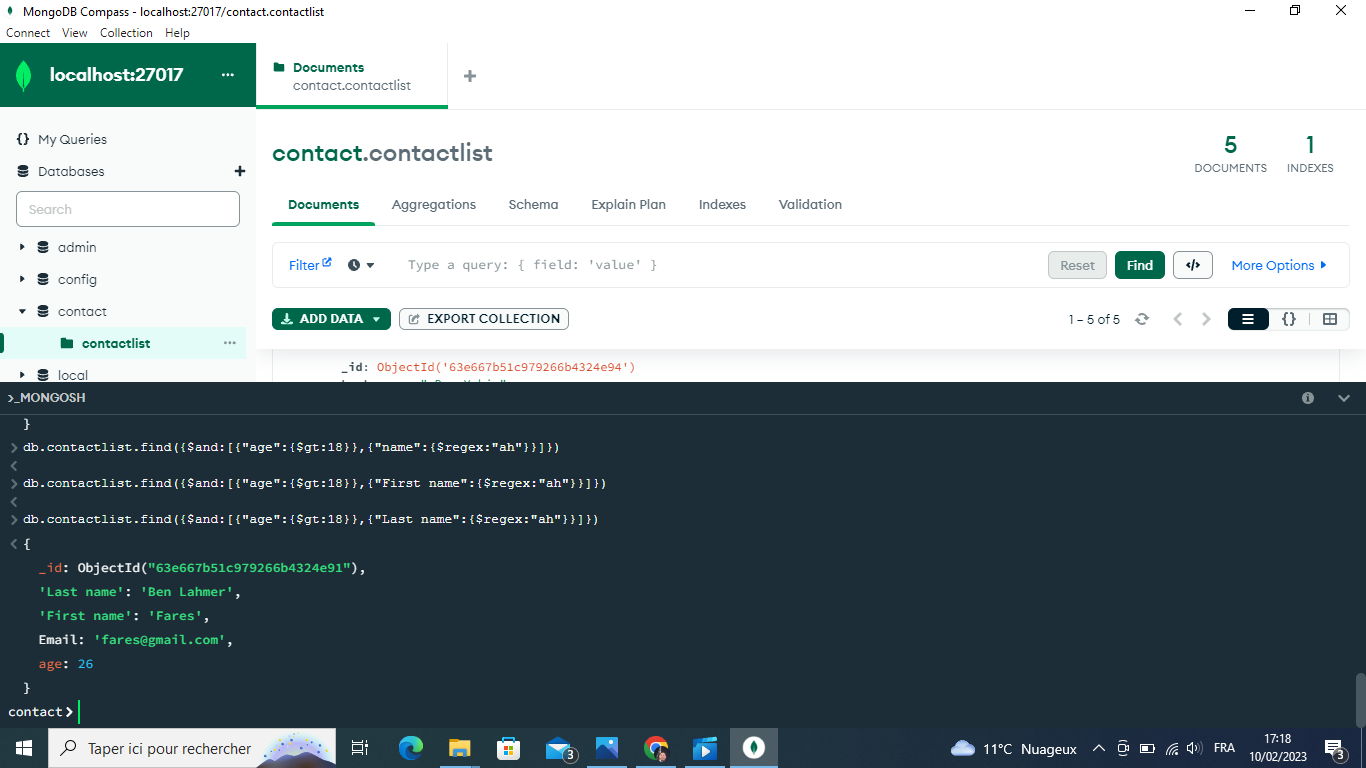 MongoDB Compass - localhost:27017/contact.contactlist
Connect View Collection Help
localhost:27017 ...
Documents
contact.contactlist
+
{} My Queries
Databases +
Search
admin
config
contact
contactlist ...
local
contact.contactlist
5
DOCUMENTS
1
INDEXES
Documents Aggregations Schema Explain Plan Indexes Validation
Filter Type a query: { field: 'value' } Reset Find </> More Options
ADD DATA EXPORT COLLECTION 1 – 5 of 5 {}
_id: ObjectId('63e667b51c979266b4324e94')
>_MONGOSH
}
> db.contactlist.find({$and:[{"age":{$gt:18}},{"name":{$regex:"ah"}}]})
<
> db.contactlist.find({$and:[{"age":{$gt:18}},{"First name":{$regex:"ah"}}]})
<
> db.contactlist.find({$and:[{"age":{$gt:18}},{"Last name":{$regex:"ah"}}]})
< {
_id: ObjectId("63e667b51c979266b4324e91"),
'Last name': 'Ben Lahmer',
'First name': 'Fares',
Email: 'fares@gmail.com',
age: 26
}
contact>
Taper ici pour rechercher 3 11°C Nuageux FRA 17:18
10/02/2023 3